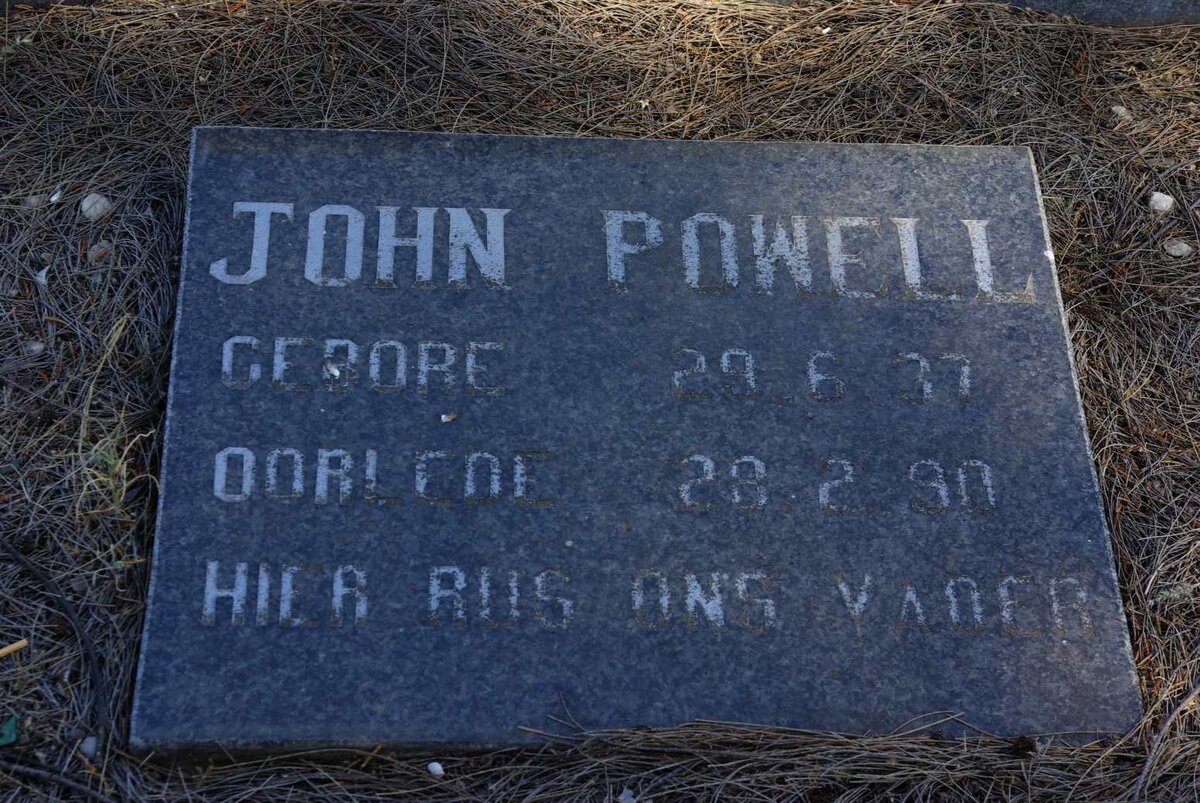 JOHN POWELL
GEBORE 29.6.37
OORLEDE 28.2.90
HIER RUS ONS VADER